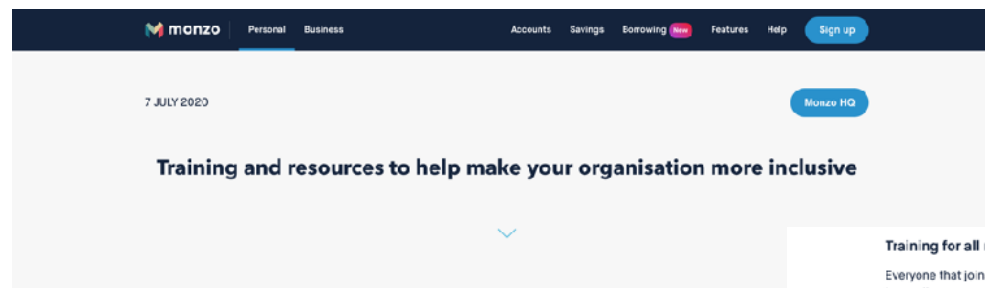 monzo Personal Business Accounts Savings Borrowing New Features Help Sign up
7 JULY 2020 Monzo HQ
Training and resources to help make your organisation more inclusive
Training for all
Everyone that join